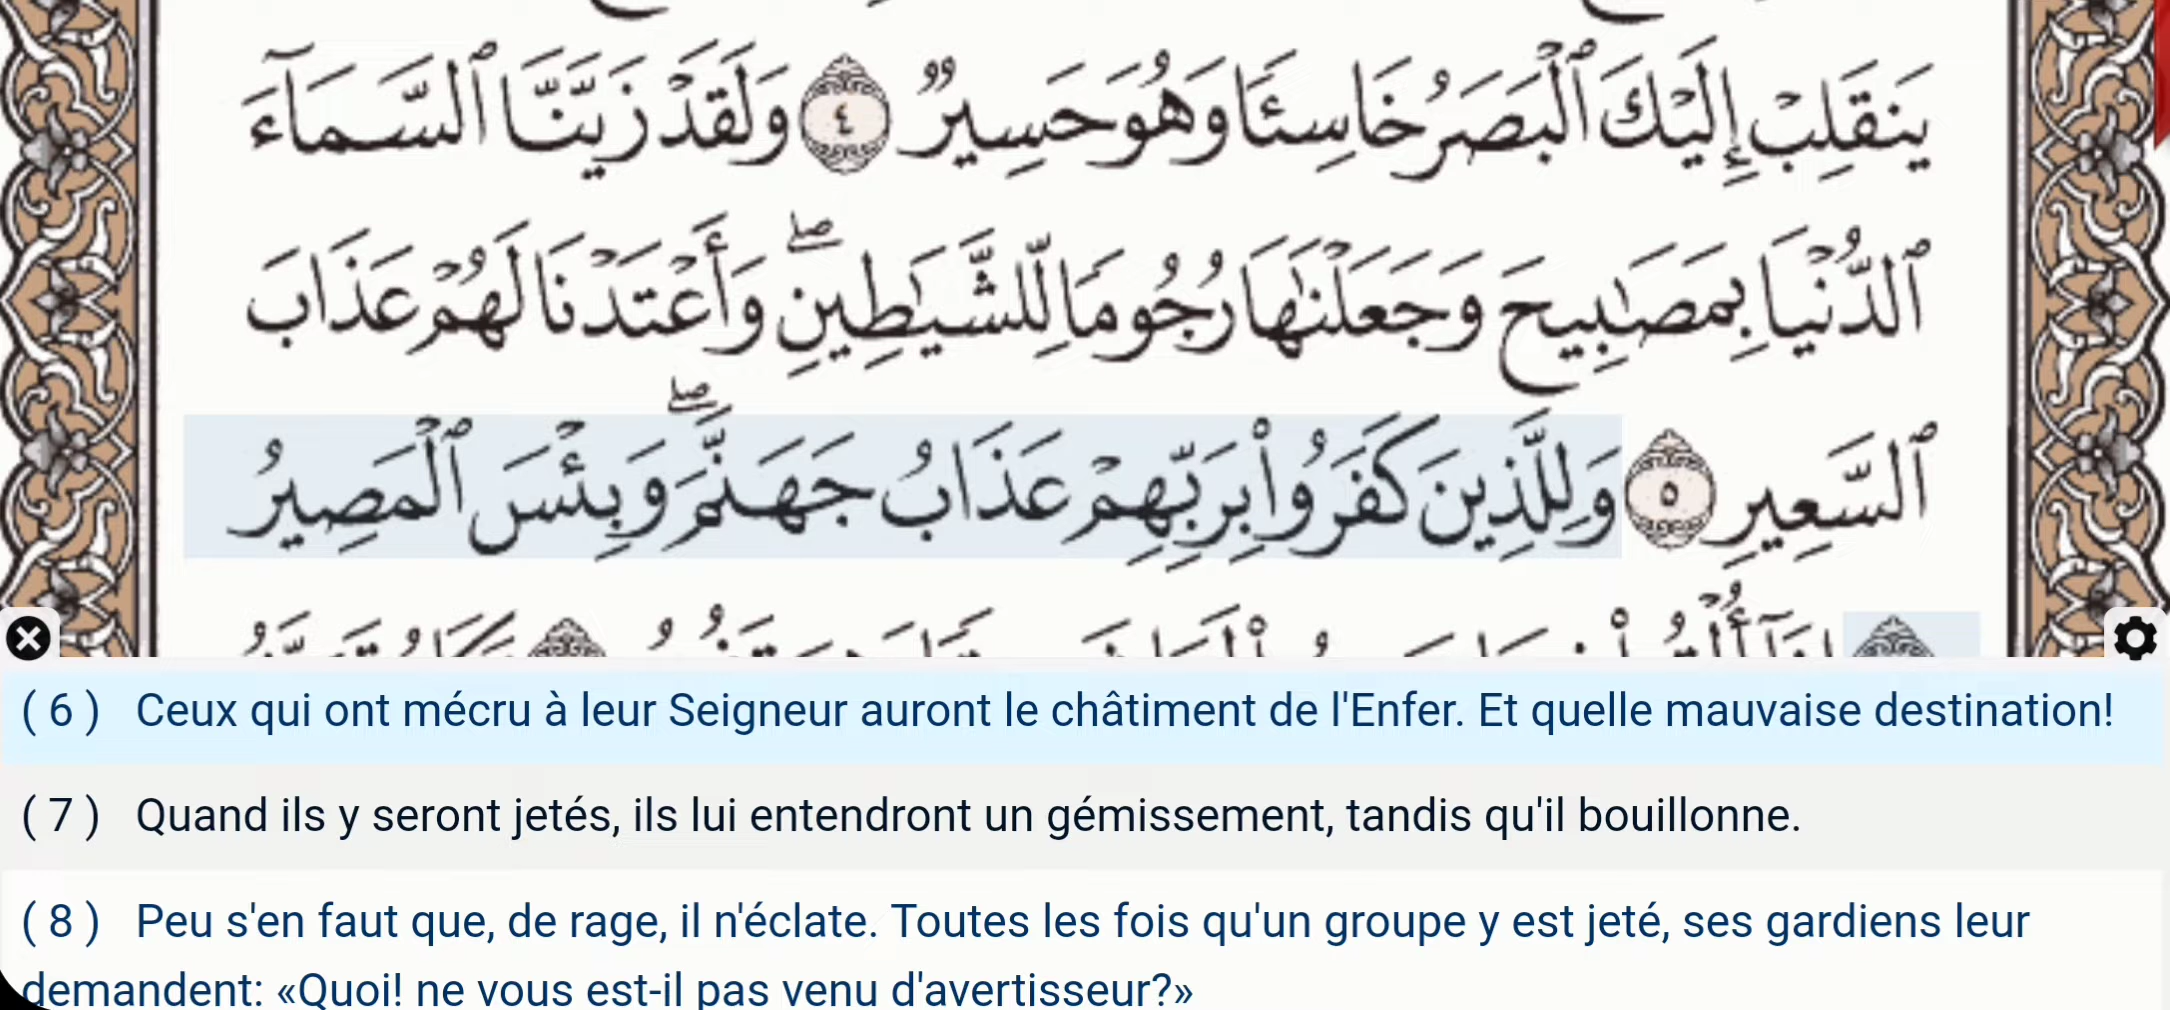 يَنقَلِبْ إِلَيْكَ ٱلْبَصَرُ خَاسِئًا وَهُوَ حَسِيرٌ ٤ وَلَقَدْ زَيَّنَّا ٱلسَّمَآءَ
ٱلدُّنْيَا بِمَصَٰبِيحَ وَجَعَلْنَٰهَا رُجُومًا لِّلشَّيَٰطِينِ ۖ وَأَعْتَدْنَا لَهُمْ عَذَابَ
ٱلسَّعِيرِ ٥ وَلِلَّذِينَ كَفَرُوا۟ بِرَبِّهِمْ عَذَابُ جَهَنَّمَ ۖ وَبِئْسَ ٱلْمَصِيرُ
( 6 ) Ceux qui ont mécru à leur Seigneur auront le châtiment de l'Enfer. Et quelle mauvaise destination!
( 7 ) Quand ils y seront jetés, ils lui entendront un gémissement, tandis qu'il bouillonne.
( 8 ) Peu s'en faut que, de rage, il n'éclate. Toutes les fois qu'un groupe y est jeté, ses gardiens leur
demandent: «Quoi! ne vous est-il pas venu d'avertisseur?»